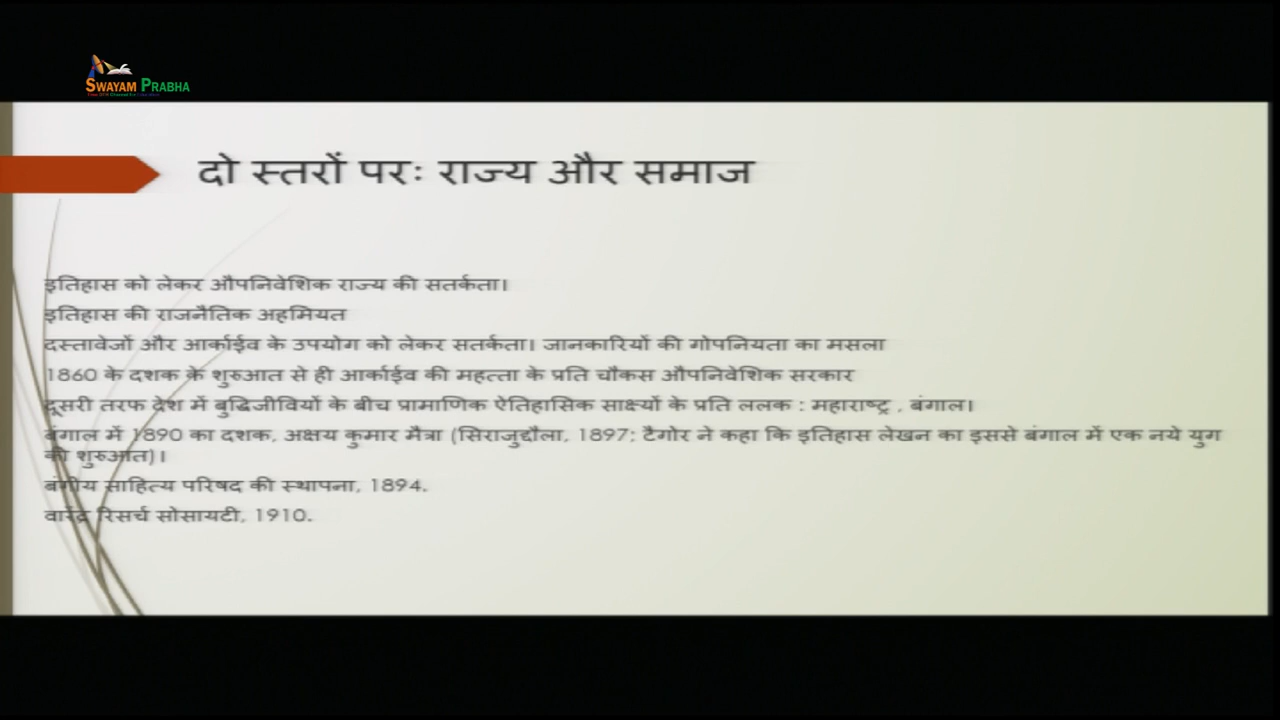 SWAYAM PRABHA
दो स्तरों परः राज्य और समाज
इतिहास को लेकर औपनिवेशिक राज्य की सतर्कता।
इतिहास की राजनैतिक अहमियत
दस्तावेजों और आर्काईव के उपयोग को लेकर सतर्कता। जानकारियों की गोपनियता का मसला
1860 के दशक के शुरुआत से ही आर्काईव की महत्ता के प्रति चौकस औपनिवेशिक सरकार
दूसरी तरफ देश में बुद्धिजीवियों के बीच प्रामाणिक ऐतिहासिक साक्ष्यों के प्रति ललक : महाराष्ट्र , बंगाल।
बंगाल में 1890 का दशक, अक्षय कुमार मैत्रा (सिराजुद्दौला, 1897; टैगोर ने कहा कि इतिहास लेखन का इससे बंगाल में एक नये युग
की शुरुआत)।
बंगीय साहित्य परिषद की स्थापना, 1894.
वारेंद्र रिसर्च सोसायटी, 1910.